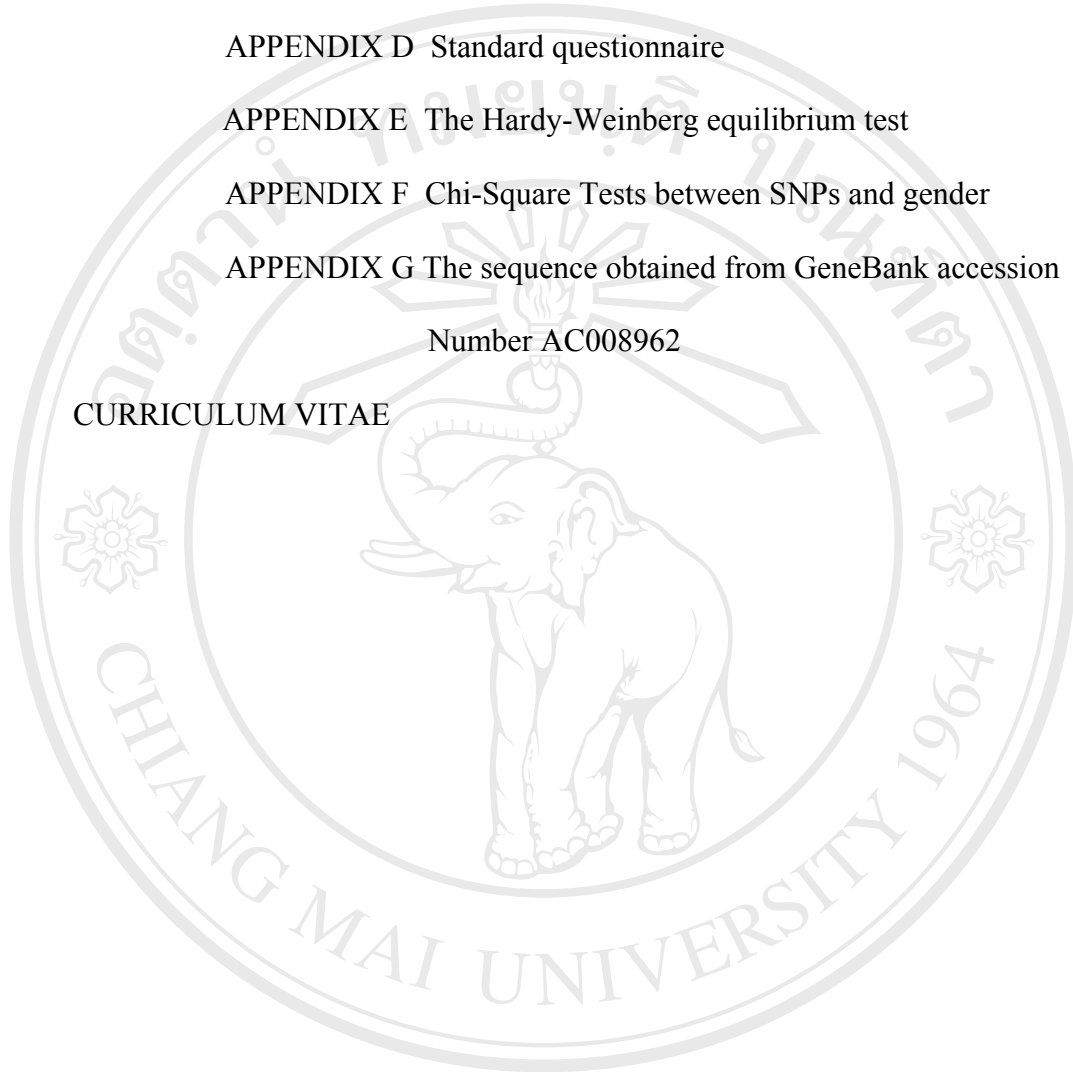 APPENDIX D Standard questionnaire
APPENDIX E The Hardy-Weinberg equilibrium test
APPENDIX F Chi-Square Tests between SNPs and gender
APPENDIX G The sequence obtained from GeneBank accession
Number AC008962
CURRICULUM VITAE
CHIANG MAI UNIVERSITY 1964